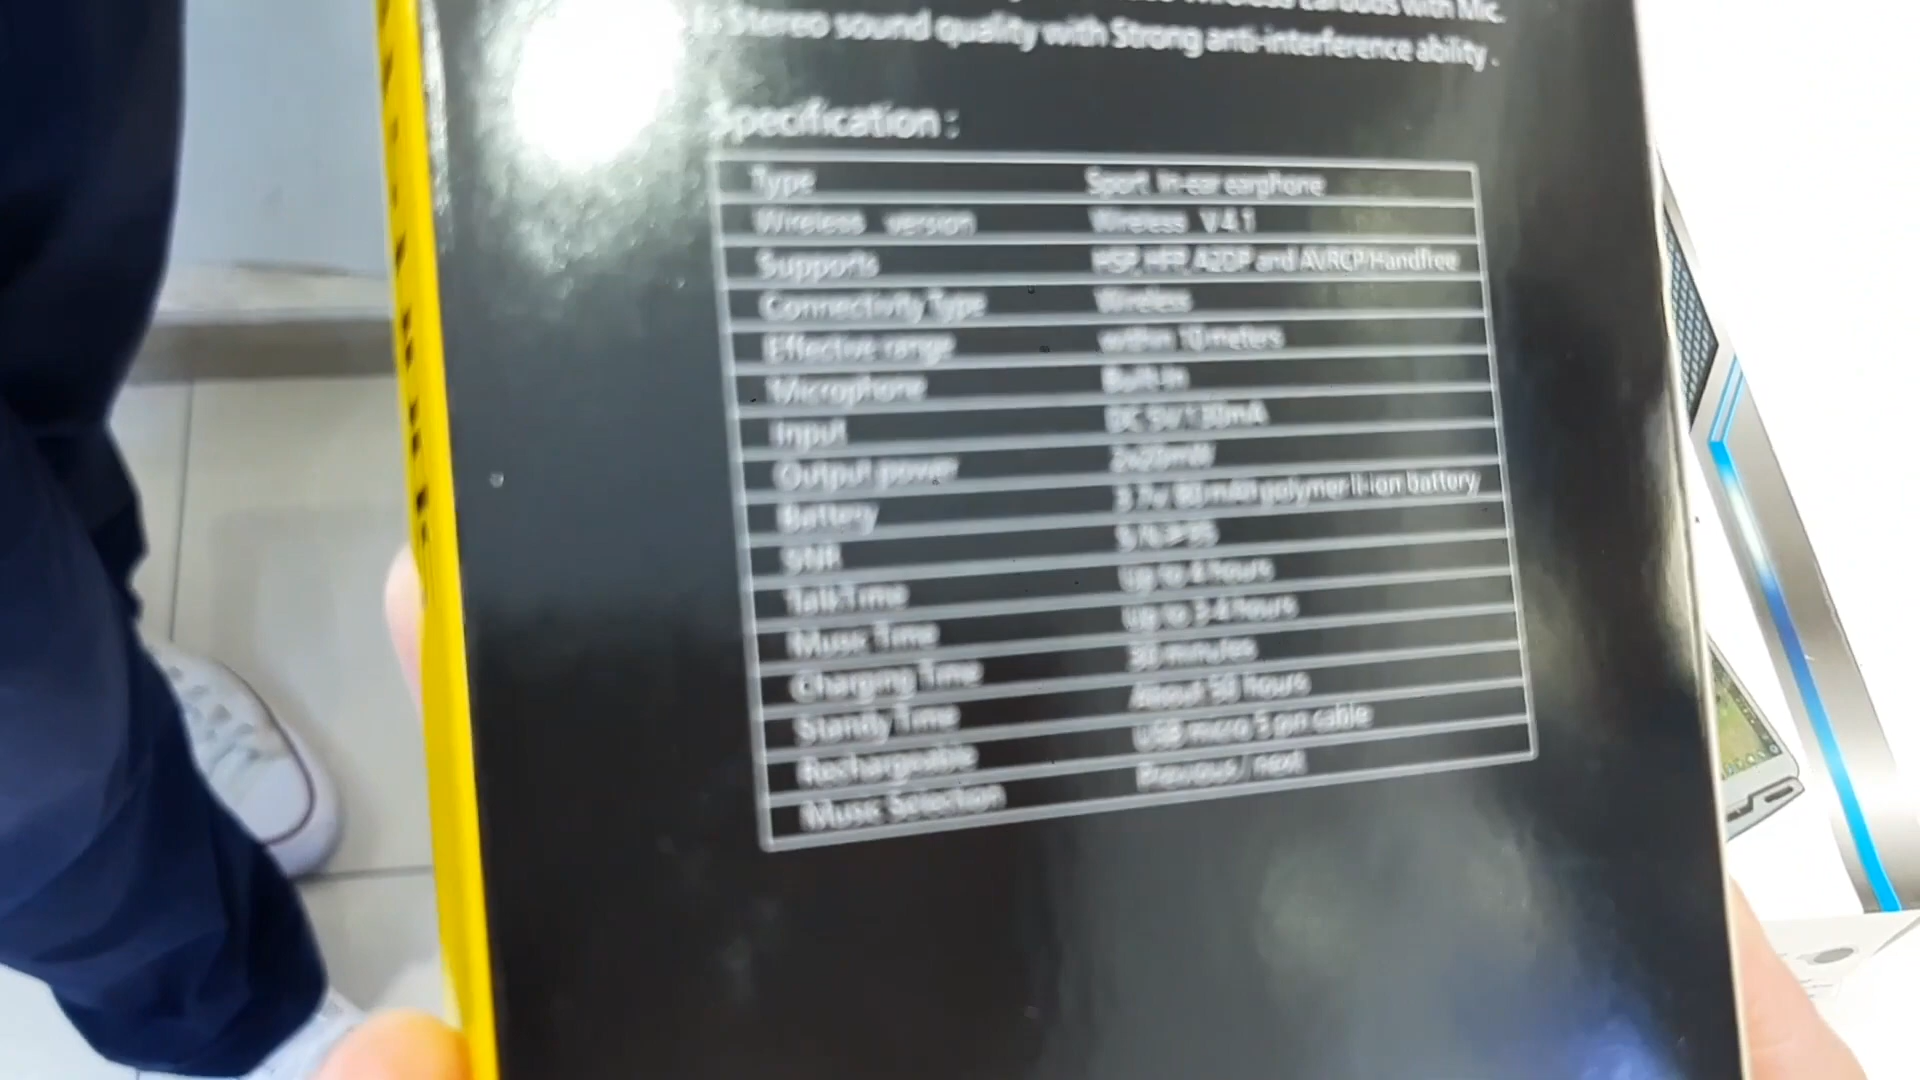 Wireless Earbuds with Mic.
Stereo sound quality with Strong anti-interference ability .
Specification :
Type Sport In-ear earphone
Wireless version Wireless V4.1
Supports HSP, HFP, A2DP and AVRCP Handfree
Connectivity Type Wireless
Effective range within 10 meters
Microphone Built-in
Input DC 5V
Output power
Battery 3.7V, 80 mAh polymer li-ion battery
SNR
Talk Time Up to 4 hours
Music Time Up to 3-4 hours
Charging Time minutes
Standy Time About 50 hours
Rechargeable USB micro 5 pin cable
Music Selection Previous / next